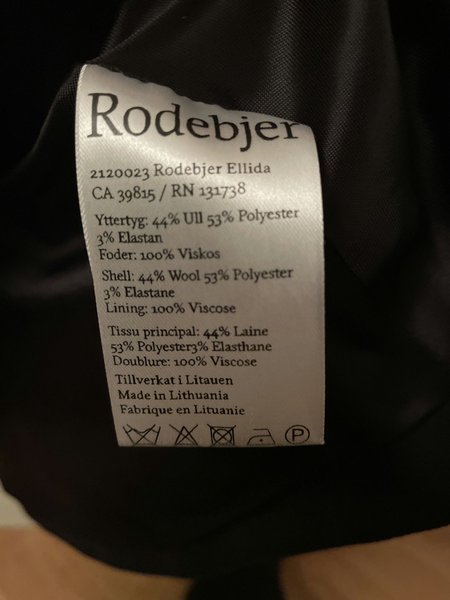 Rodebjer
2120023 Rodebjer Ellida
CA 39815 / RN 131738
Yttertyg: 44% Ull 53% Polyester
3% Elastan
Foder: 100% Viskos
Shell: 44% Wool 53% Polyester
3% Elastane
Lining: 100% Viscose
Tissu principal: 44% Laine
53% Polyester3% Elasthane
Doublure: 100% Viscose
Tillverkat i Litauen
Made in Lithuania
Fabrique en Lituanie
P